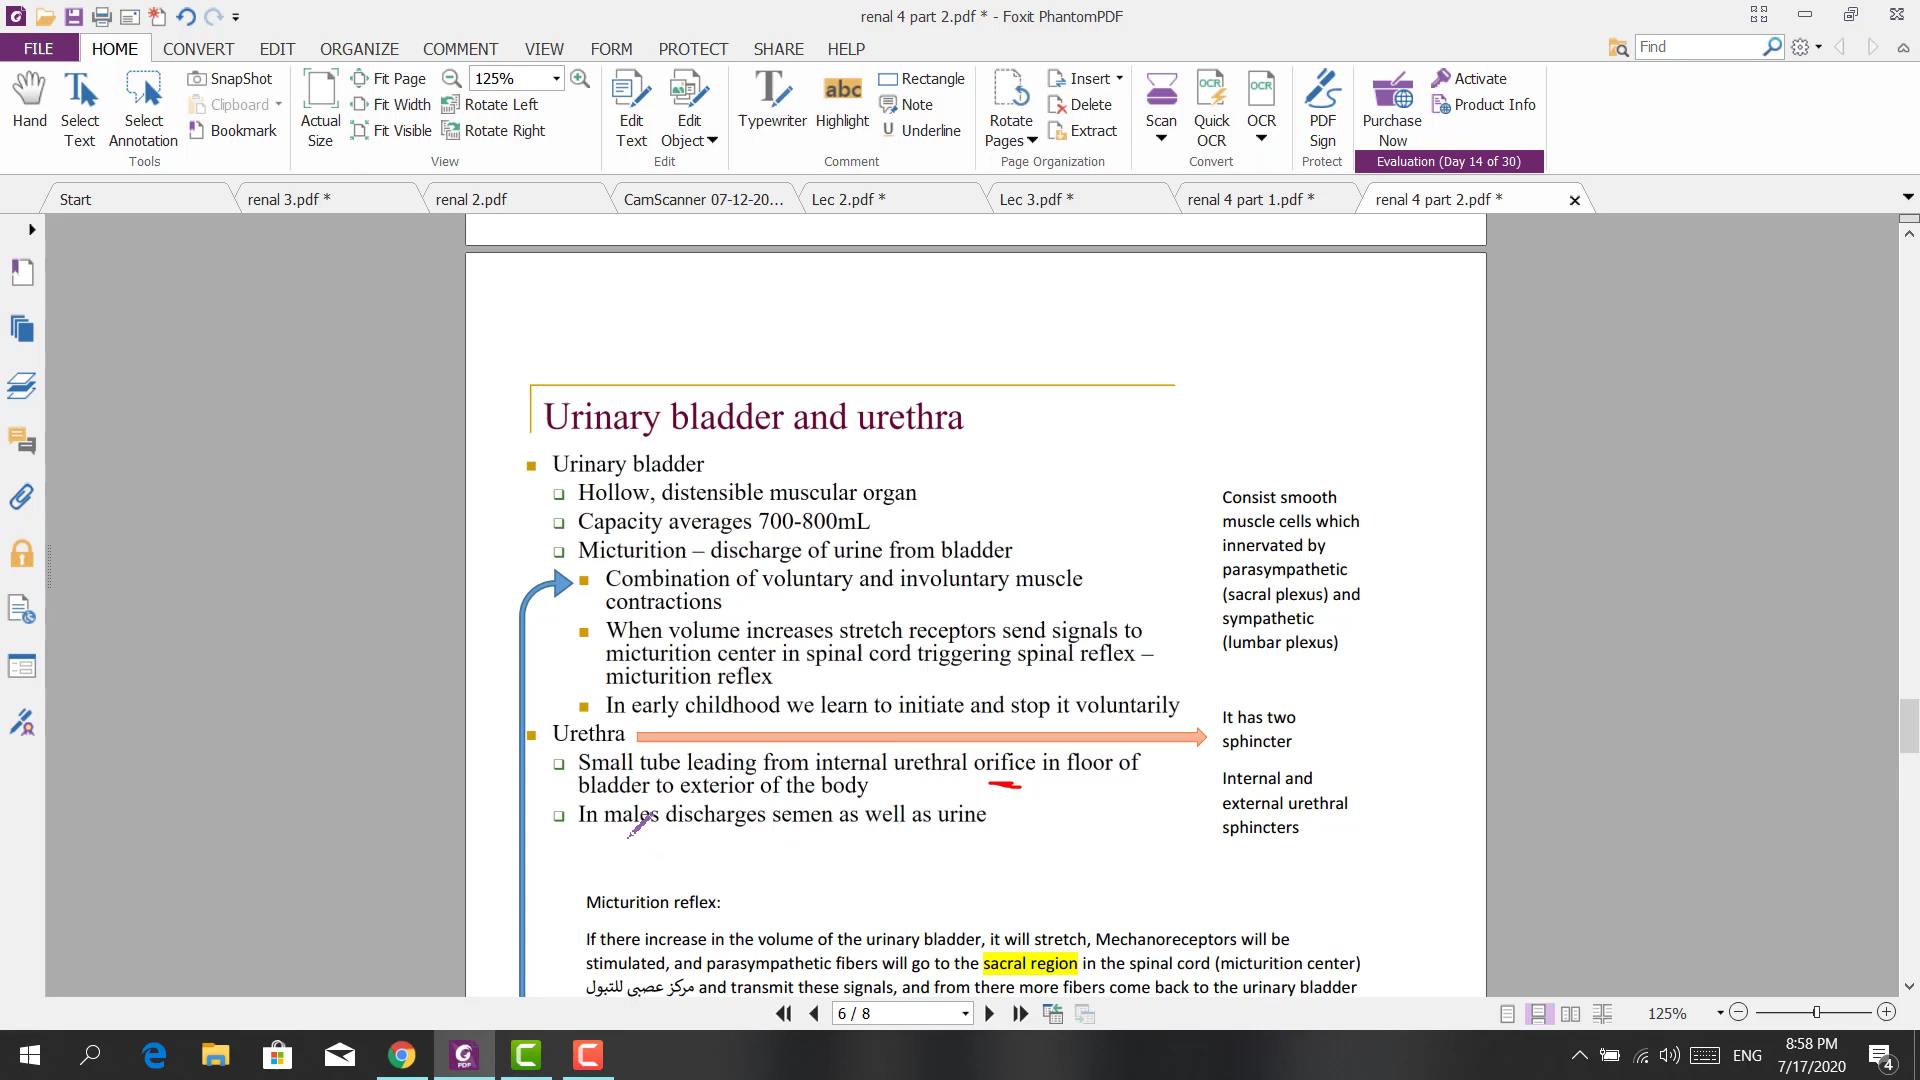 renal 4 part 2.pdf * - Foxit PhantomPDF
FILE HOME CONVERT EDIT ORGANIZE COMMENT VIEW FORM PROTECT SHARE HELP
Find
Hand
Select Text
Select Annotation
SnapShot
Clipboard
Bookmark
Tools
Actual Size
Fit Page
Fit Width
Fit Visible
125%
Rotate Left
Rotate Right
View
Edit Text
Edit Object
Edit
Typewriter
abc
Highlight
Rectangle
Note
Underline
Comment
Rotate Pages
Insert
Delete
Extract
Page Organization
Scan
OCR
Quick OCR
OCR
OCR
Convert
PDF Sign
Protect
Purchase Now
Activate
Product Info
Evaluation (Day 14 of 30)
Start
renal 3.pdf *
renal 2.pdf
CamScanner 07-12-20...
Lec 2.pdf *
Lec 3.pdf *
renal 4 part 1.pdf *
renal 4 part 2.pdf *
Urinary bladder and urethra
Urinary bladder
Hollow, distensible muscular organ
Capacity averages 700-800mL
Micturition – discharge of urine from bladder
Combination of voluntary and involuntary muscle
contractions
When volume increases stretch receptors send signals to
micturition center in spinal cord triggering spinal reflex –
micturition reflex
In early childhood we learn to initiate and stop it voluntarily
Urethra
Small tube leading from internal urethral orifice in floor of
bladder to exterior of the body
In males discharges semen as well as urine
Consist smooth
muscle cells which
innervated by
parasympathetic
(sacral plexus) and
sympathetic
(lumbar plexus)
It has two
sphincter
Internal and
external urethral
sphincters
Micturition reflex:
If there increase in the volume of the urinary bladder, it will stretch, Mechanoreceptors will be
stimulated, and parasympathetic fibers will go to the sacral region in the spinal cord (micturition center)
مركز عصبي للتبول and transmit these signals, and from there more fibers come back to the urinary bladder
6 / 8
125%
PDF
ENG
8:58 PM
7/17/2020
4